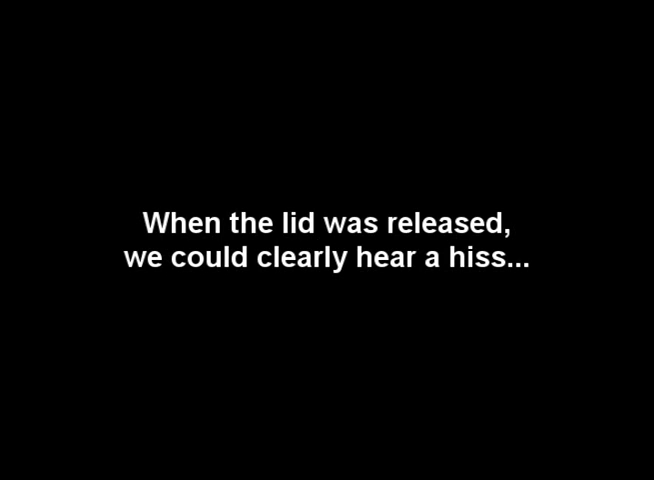 When the lid was released,
we could clearly hear a hiss...